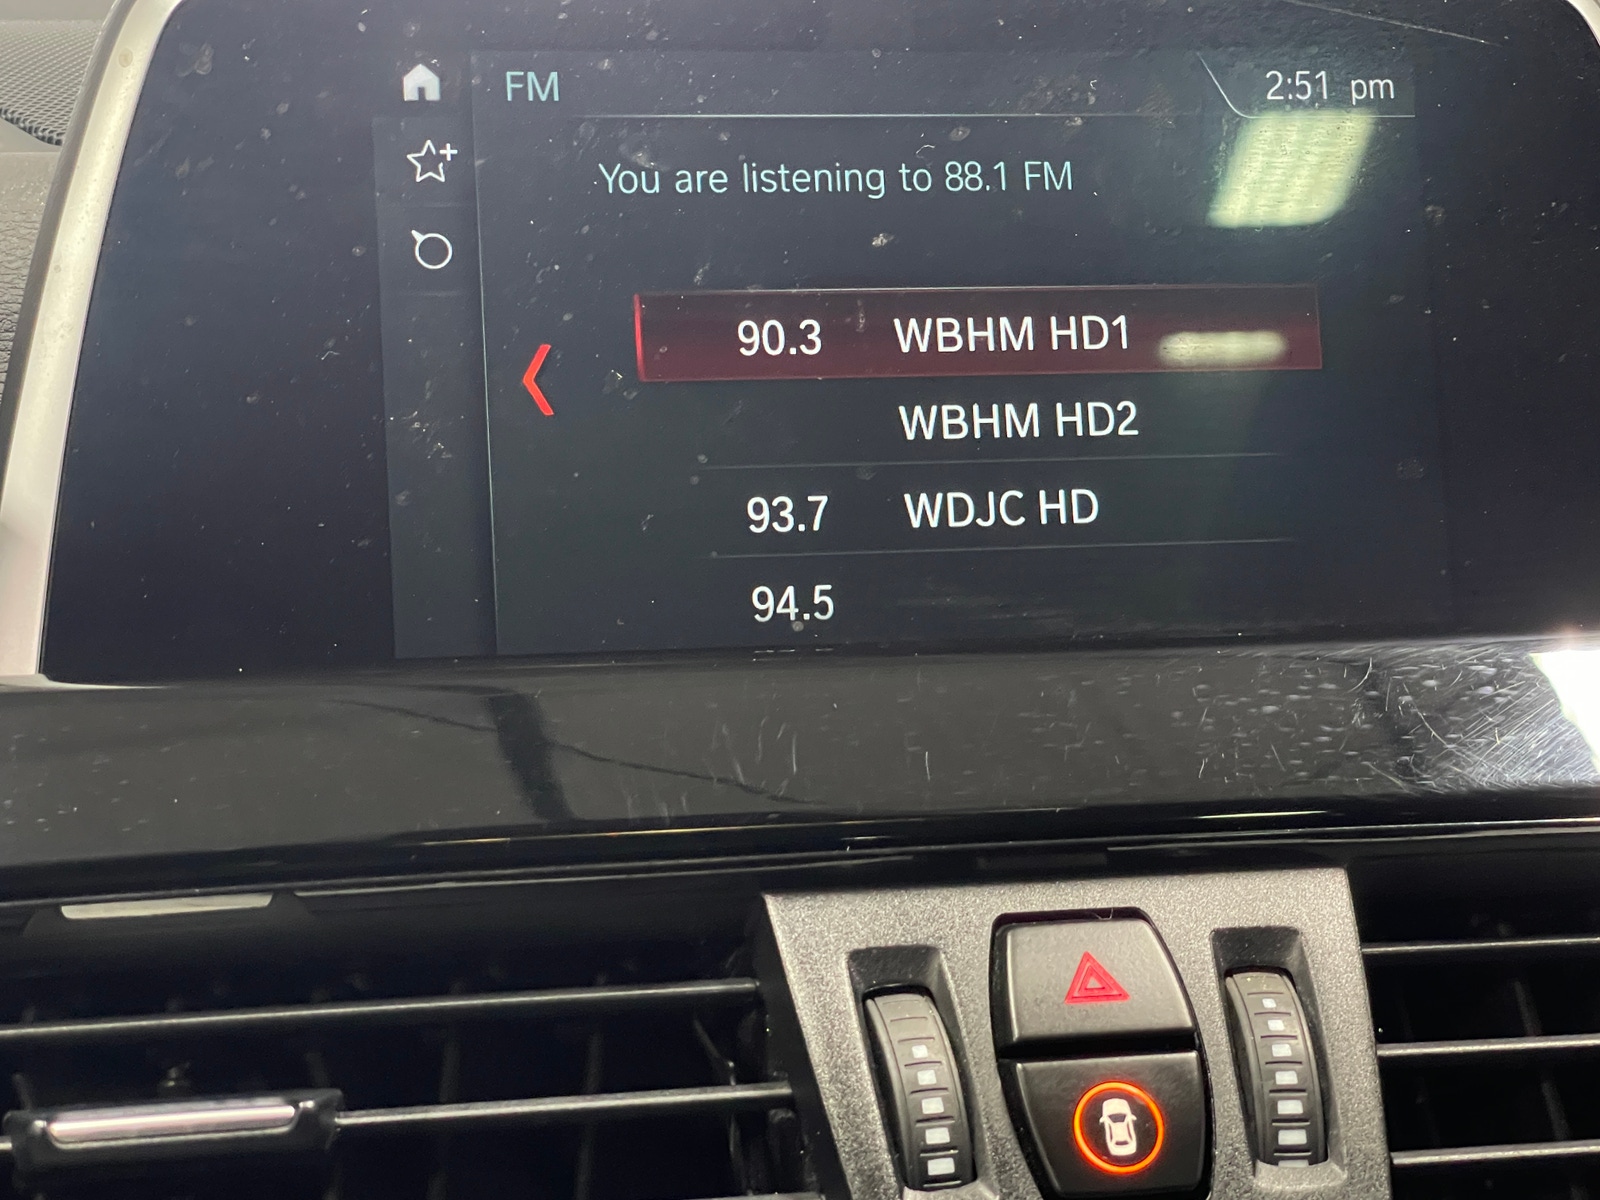 FM
2:51 pm
You are listening to 88.1 FM
90.3 WBHM HD1
WBHM HD2
93.7 WDJC HD
94.5